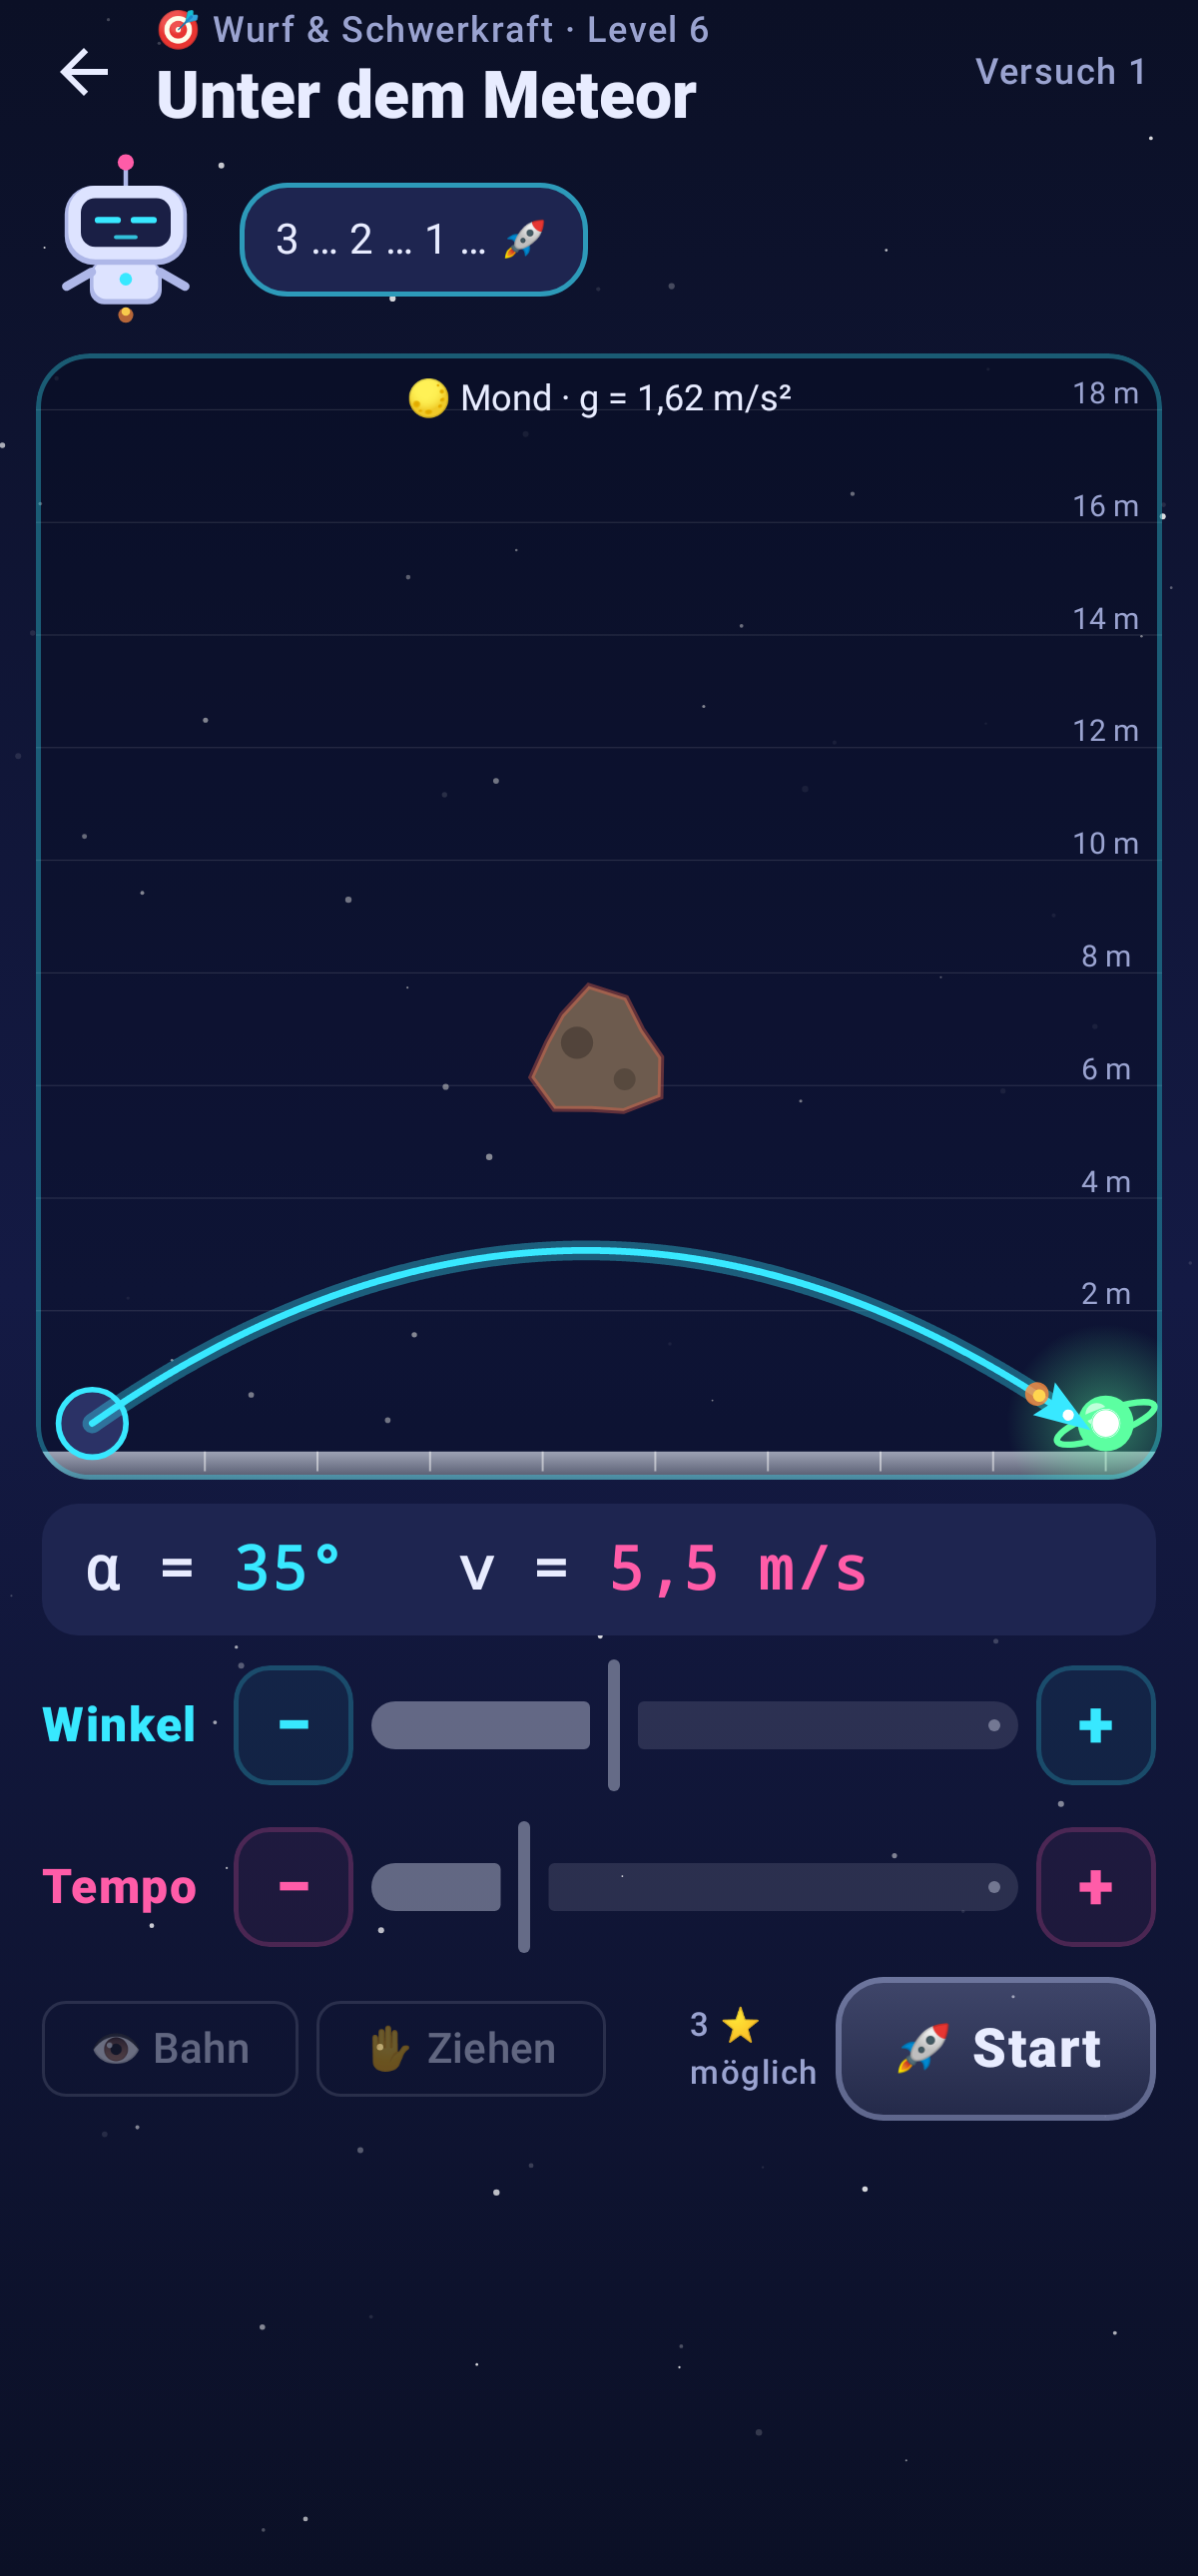 🎯 Wurf & Schwerkraft · Level 6
Unter dem Meteor
Versuch 1
3 … 2 … 1 … 🚀
🌕 Mond · g = 1,62 m/s²
18 m
16 m
14 m
12 m
10 m
8 m
6 m
4 m
2 m
α = 35° v = 5,5 m/s
Winkel − +
Tempo − +
👁️ Bahn
✋ Ziehen
3 ⭐
möglich
🚀 Start